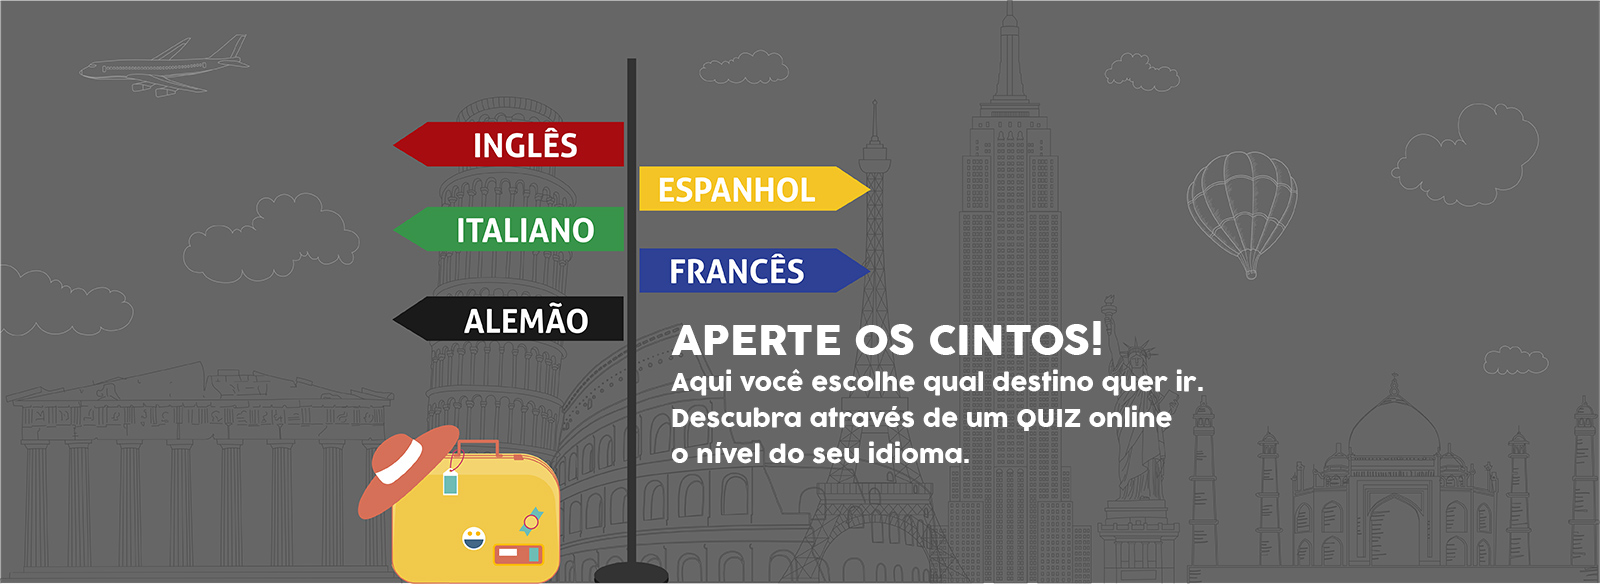 INGLÊS
ESPANHOL
ITALIANO
FRANCÊS
ALEMÃO
APERTE OS CINTOS!
Aqui você escolhe qual destino quer ir.
Descubra através de um QUIZ online
o nível do seu idioma.